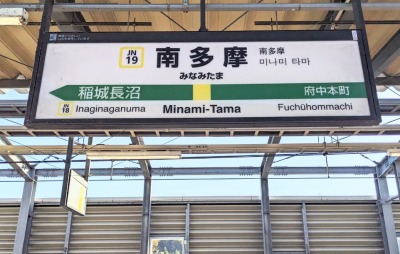 JN
19
南多摩
みなみたま
南多摩
미나미 타마
稲城長沼
府中本町
JN
18
Inaginaganuma
Minami-Tama
Fuchūhommachi